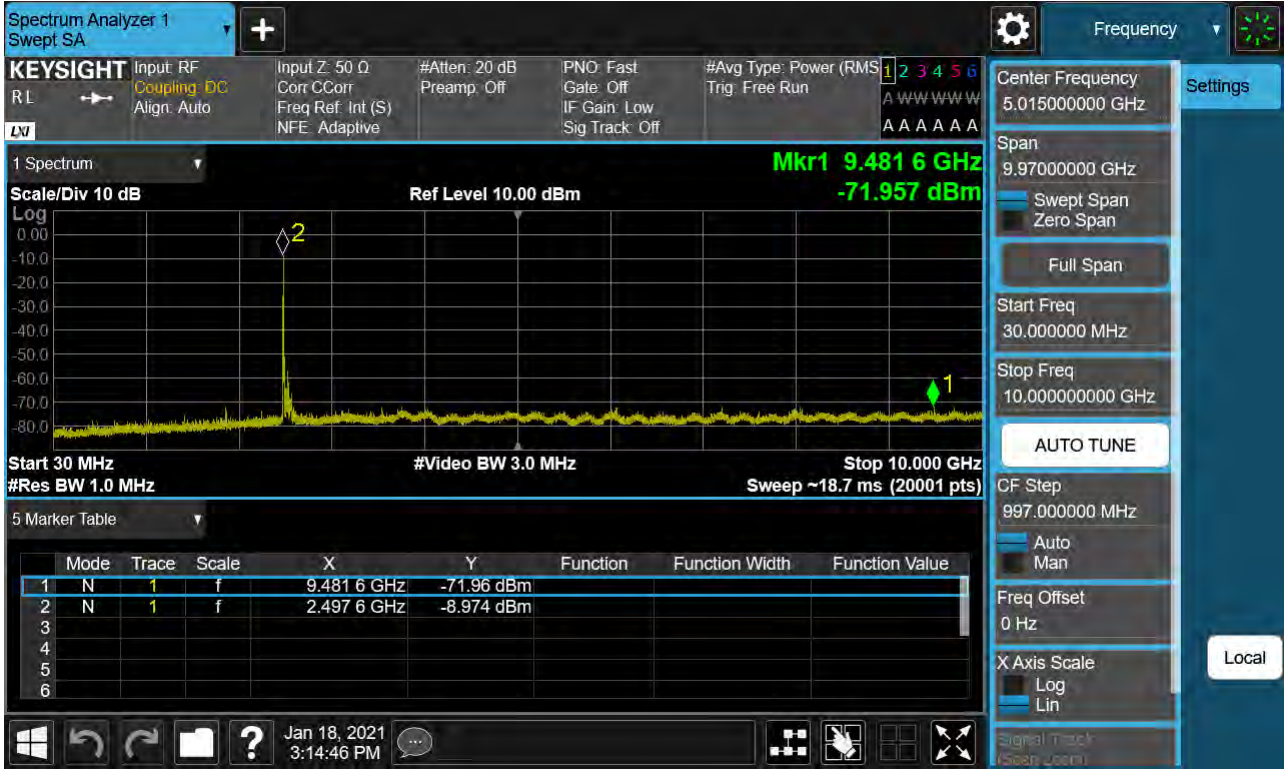 Spectrum Analyzer 1
Swept SA
+
Frequency
KEYSIGHT
RL
LXI
Input: RF
Coupling: DC
Align: Auto
Input Z: 50 Ω
Corr CCorr
Freq Ref: Int (S)
NFE: Adaptive
#Atten: 20 dB
Preamp: Off
PNO: Fast
Gate: Off
IF Gain: Low
Sig Track: Off
#Avg Type: Power (RMS
Trig: Free Run
1 2 3 4 5 6
A W W W W W
A A A A A A
1 Spectrum
Scale/Div 10 dB
Ref Level 10.00 dBm
Mkr1 9.481 6 GHz
-71.957 dBm
Log
0.00
-10.0
-20.0
-30.0
-40.0
-50.0
-60.0
-70.0
-80.0
2
1
Start 30 MHz
#Video BW 3.0 MHz
Stop 10.000 GHz
#Res BW 1.0 MHz
Sweep ~18.7 ms (20001 pts)
5 Marker Table
Mode Trace Scale X Y Function Function Width Function Value
1 N 1 f 9.481 6 GHz -71.96 dBm
2 N 1 f 2.497 6 GHz -8.974 dBm
3
4
5
6
?
Jan 18, 2021
3:14:46 PM
Center Frequency
5.015000000 GHz
Span
9.97000000 GHz
Swept Span
Zero Span
Full Span
Start Freq
30.000000 MHz
Stop Freq
10.000000000 GHz
AUTO TUNE
CF Step
997.000000 MHz
Auto
Man
Freq Offset
0 Hz
X Axis Scale
Log
Lin
Signal Track
(Span Zoom)
Settings
Local